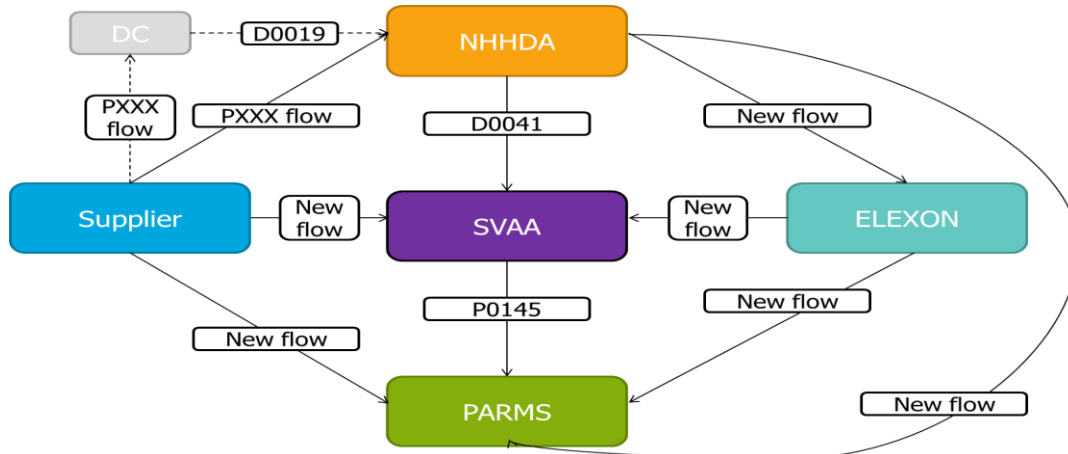 DC
D0019
NHHDA
PXXX
flow
PXXX flow
D0041
New flow
Supplier
New
flow
SVAA
New
flow
ELEXON
P0145
New flow
New flow
PARMS
New flow